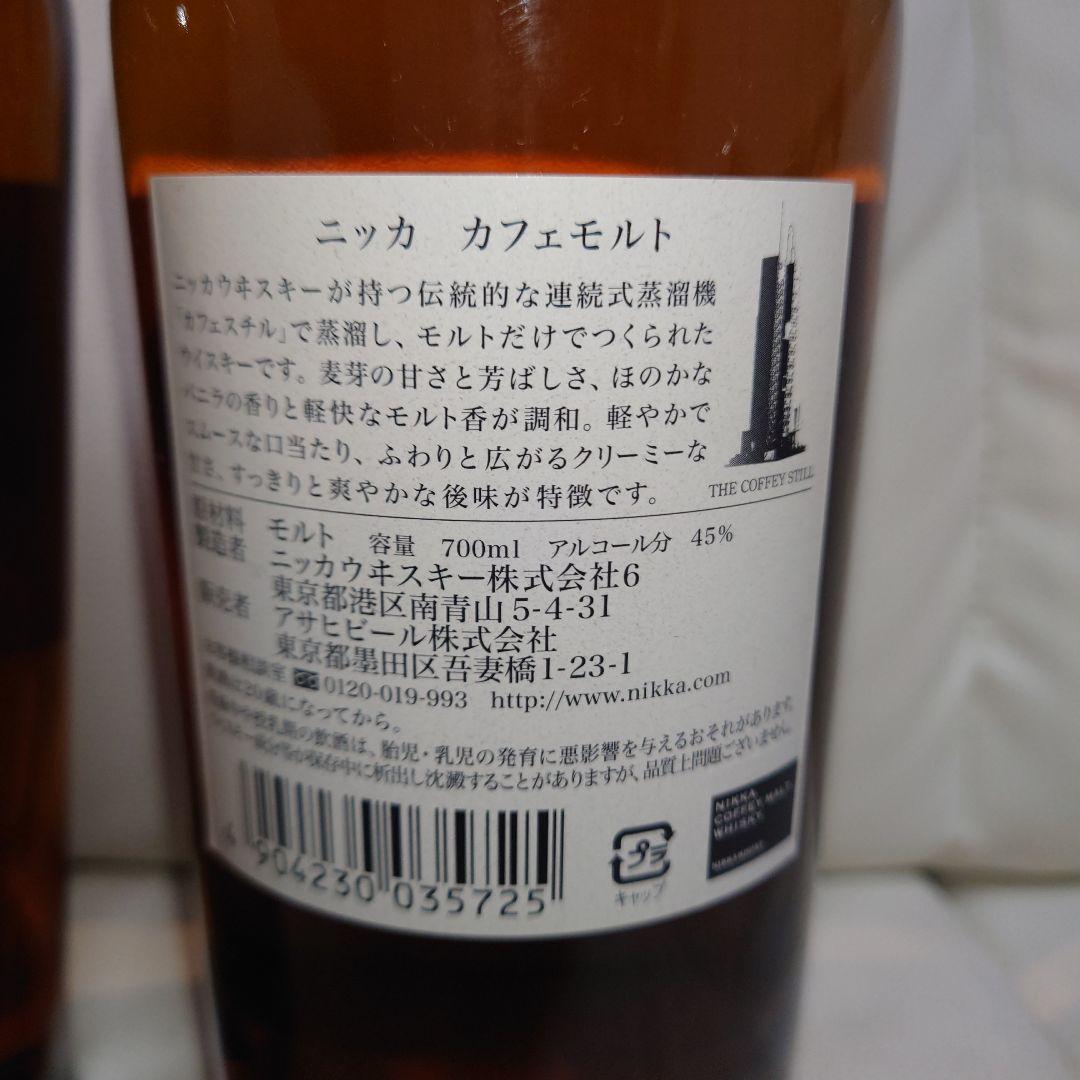 ニッカ カフェモルト
ニッカウヰスキーが持つ伝統的な連続式蒸溜機
「カフェスチル」で蒸溜し、モルトだけでつくられた
ウイスキーです。麦芽の甘さと芳ばしさ、ほのかな
バニラの香りと軽快なモルト香が調和。軽やかで
スムースな口当たり、ふわりと広がるクリーミーな
甘さ、すっきりと爽やかな後味が特徴です。
THE COFFEY STILL
原材料 モルト 容量 700ml アルコール分 45%
製造者 ニッカウヰスキー株式会社6
東京都港区南青山5-4-31
販売者 アサヒビール株式会社
東京都墨田区吾妻橋1-23-1
お客様相談室 0120-019-993 http://www.nikka.com
飲酒は20歳になってから。
の飲酒は、胎児・乳児の発育に悪影響を与えるおそれがあります。
保存中に析出し沈澱することがありますが、品質上問題ございません。
904230 035725
プラ
キャップ
NIKKA
COFFEY MALT
WHISKY